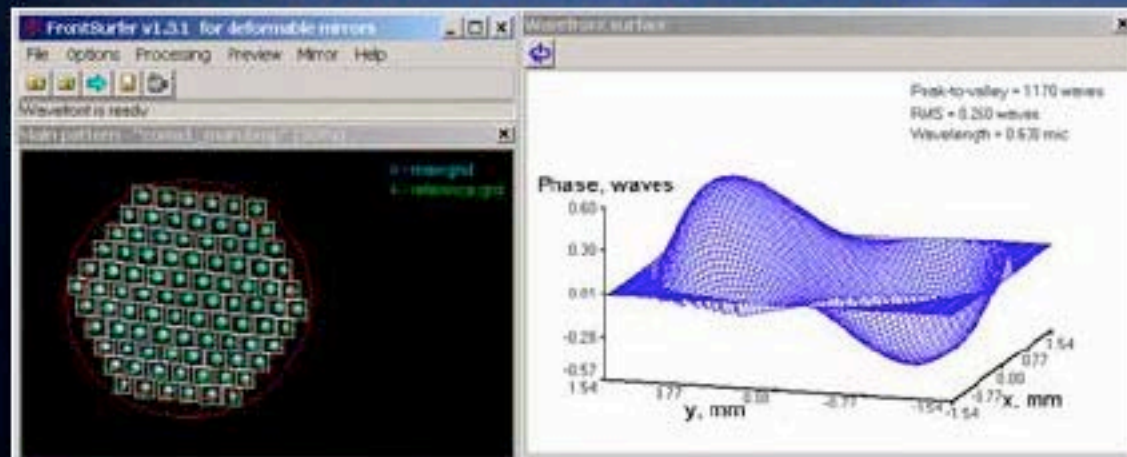 FrontSurfer v1.3.1 for deformable mirrors
File Options Processing Preview Mirror Help
Wavefront is ready
Main pattern
Wavefront surface
Peak-to-valley = 1.170 waves
RMS = 0.260 waves
Wavelength = 0.630 mic
Phase, waves
0.60
0.30
0.01
-0.28
-0.57
1.54
0.77
-0.00
-0.77
-1.54
y, mm
-1.54
-0.77
0.00
0.77
1.54
x, mm